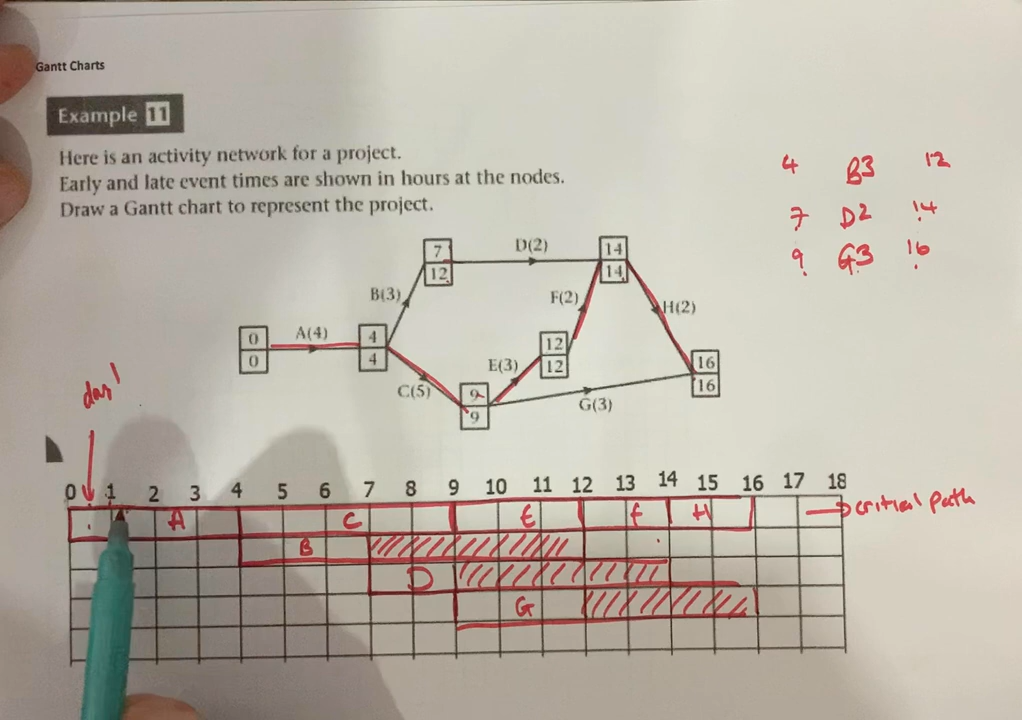 Gantt Charts
Example 11
Here is an activity network for a project.
Early and late event times are shown in hours at the nodes.
Draw a Gantt chart to represent the project.
4 B3 12
7 D2 14
9 G3 16
7 D(2) 14
12 14
B(3) F(2) H(2)
0 A(4) 4 12
0 4 E(3) 12 16
C(5) 9 16
9 G(3)
day 1
0 1 2 3 4 5 6 7 8 9 10 11 12 13 14 15 16 17 18
A C E F H critical path
B
D
G